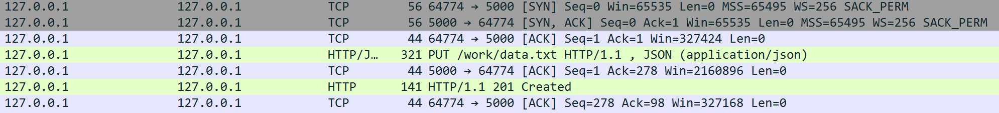 127.0.0.1 127.0.0.1 TCP 56 64774 → 5000 [SYN] Seq=0 Win=65535 Len=0 MSS=65495 WS=256 SACK_PERM
127.0.0.1 127.0.0.1 TCP 56 5000 → 64774 [SYN, ACK] Seq=0 Ack=1 Win=65535 Len=0 MSS=65495 WS=256 SACK_PERM
127.0.0.1 127.0.0.1 TCP 44 64774 → 5000 [ACK] Seq=1 Ack=1 Win=327424 Len=0
127.0.0.1 127.0.0.1 HTTP/J… 321 PUT /work/data.txt HTTP/1.1 , JSON (application/json)
127.0.0.1 127.0.0.1 TCP 44 5000 → 64774 [ACK] Seq=1 Ack=278 Win=2160896 Len=0
127.0.0.1 127.0.0.1 HTTP 141 HTTP/1.1 201 Created
127.0.0.1 127.0.0.1 TCP 44 64774 → 5000 [ACK] Seq=278 Ack=98 Win=327168 Len=0